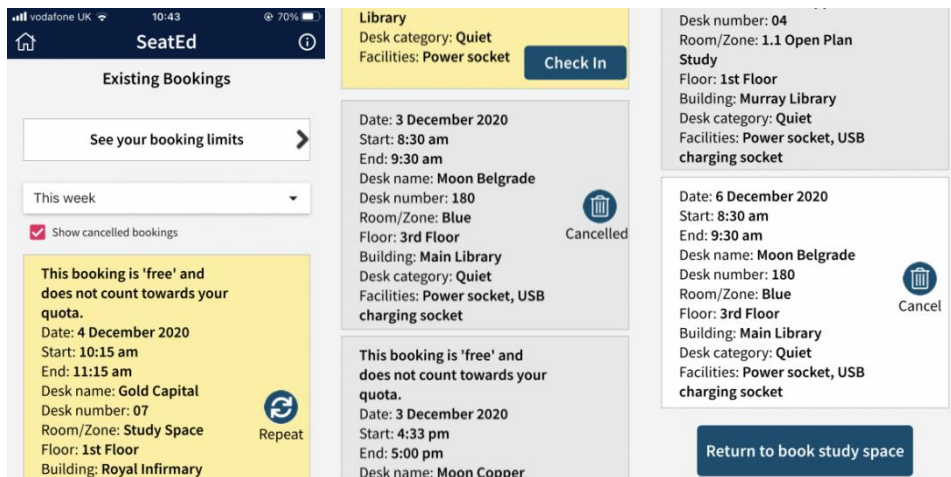 vodafone UK 10:43 70%
SeatEd
Existing Bookings
See your booking limits
This week
Show cancelled bookings
This booking is 'free' and
does not count towards your
quota.
Date: 4 December 2020
Start: 10:15 am
End: 11:15 am
Desk name: Gold Capital
Desk number: 07
Room/Zone: Study Space
Floor: 1st Floor
Building: Royal Infirmary
Repeat
Library
Desk category: Quiet
Facilities: Power socket
Check In
Date: 3 December 2020
Start: 8:30 am
End: 9:30 am
Desk name: Moon Belgrade
Desk number: 180
Room/Zone: Blue
Floor: 3rd Floor
Building: Main Library
Desk category: Quiet
Facilities: Power socket, USB
charging socket
Cancelled
This booking is 'free' and
does not count towards your
quota.
Date: 3 December 2020
Start: 4:33 pm
End: 5:00 pm
Desk name: Moon Copper
Desk number: 04
Room/Zone: 1.1 Open Plan
Study
Floor: 1st Floor
Building: Murray Library
Desk category: Quiet
Facilities: Power socket, USB
charging socket
Date: 6 December 2020
Start: 8:30 am
End: 9:30 am
Desk name: Moon Belgrade
Desk number: 180
Room/Zone: Blue
Floor: 3rd Floor
Building: Main Library
Desk category: Quiet
Facilities: Power socket, USB
charging socket
Cancel
Return to book study space